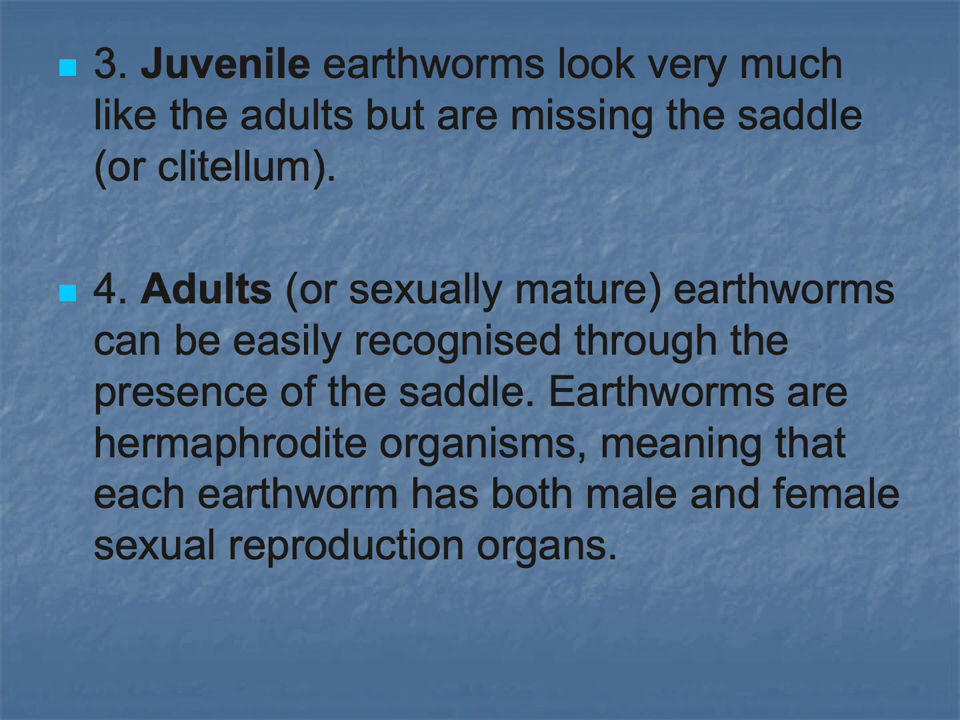 3. Juvenile earthworms look very much
like the adults but are missing the saddle
(or clitellum).
4. Adults (or sexually mature) earthworms
can be easily recognised through the
presence of the saddle. Earthworms are
hermaphrodite organisms, meaning that
each earthworm has both male and female
sexual reproduction organs.